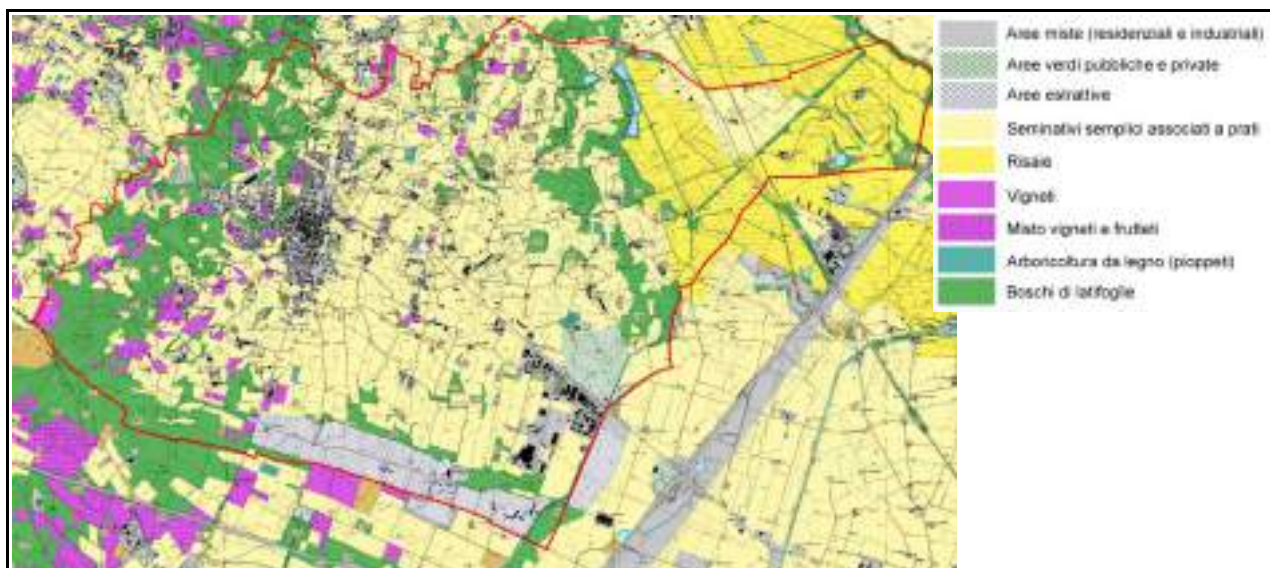 Aree miste (residenziali e industriali)
Aree verdi pubbliche e private
Aree estrattive
Seminativi semplici associati a prati
Risaie
Vigneti
Misto vigneti e frutteti
Arboricoltura da legno (pioppeti)
Boschi di latifoglie